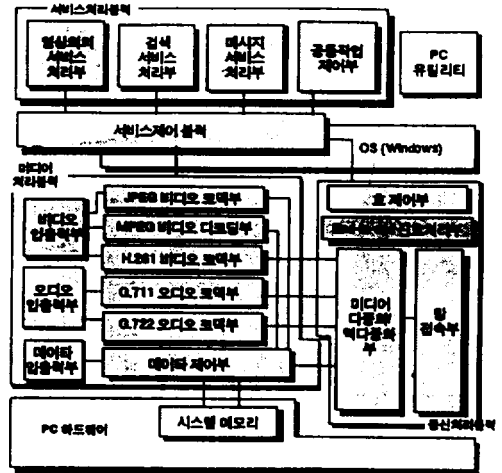 서비스처리블럭
영상회의
서비스
처리부
검색
서비스
처리부
메시지
서비스
처리부
공동작업
제어부
PC
유틸리티
서비스제어 블럭
OS (Windows)
미디어
처리블럭
호 제어부
비디오
입출력부
JPEG 비디오 코덱부
MPEG 비디오 디코딩부
H.261 비디오 코덱부
오디오
입출력부
G.711 오디오 코덱부
G.722 오디오 코덱부
데이타
입출력부
데이타 제어부
미디어
다중화/
역다중화
부
망
접속부
통신처리블럭
PC 하드웨어
시스템 메모리